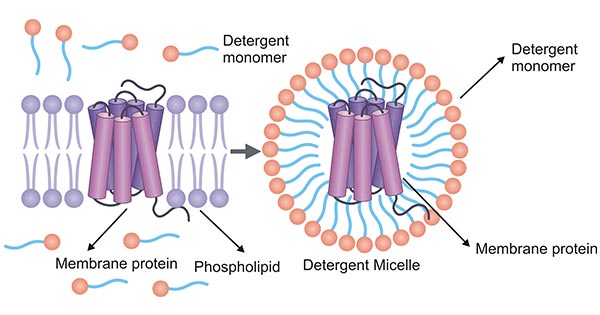 Detergent
monomer
Detergent
monomer
Membrane protein
Phospholipid
Detergent Micelle
Membrane protein